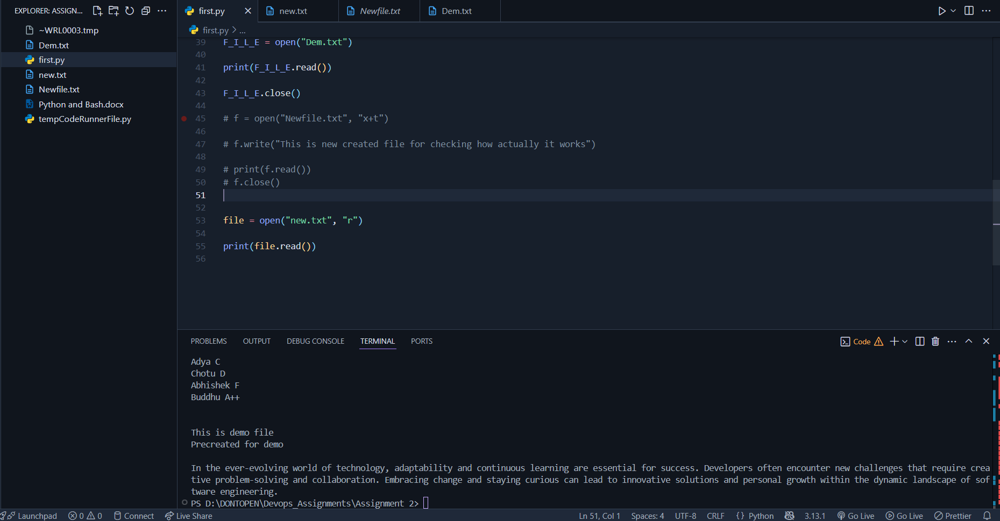 EXPLORER: ASSIGN...
~WRL0003.tmp
Dem.txt
first.py
new.txt
Newfile.txt
Python and Bash.docx
tempCodeRunnerFile.py
first.py new.txt Newfile.txt Dem.txt
first.py > ...
39 F_I_L_E = open("Dem.txt")
40
41 print(F_I_L_E.read())
42
43 F_I_L_E.close()
44
45 # f = open("Newfile.txt", "x+t")
46
47 # f.write("This is new created file for checking how actually it works")
48
49 # print(f.read())
50 # f.close()
51
52
53 file = open("new.txt", "r")
54
55 print(file.read())
56
PROBLEMS OUTPUT DEBUG CONSOLE TERMINAL PORTS
Code
Adya C
Chotu D
Abhishek F
Buddhu A++
This is demo file
Precreated for demo
In the ever-evolving world of technology, adaptability and continuous learning are essential for success. Developers often encounter new challenges that require crea
tive problem-solving and collaboration. Embracing change and staying curious can lead to innovative solutions and personal growth within the dynamic landscape of sof
tware engineering.
PS D:\DONTOPEN\Devops_Assignments\Assignment 2>
Launchpad 0 0 Connect Live Share Ln 51, Col 1 Spaces: 4 UTF-8 CRLF {} Python 3.13.1 Go Live Go Live Prettier